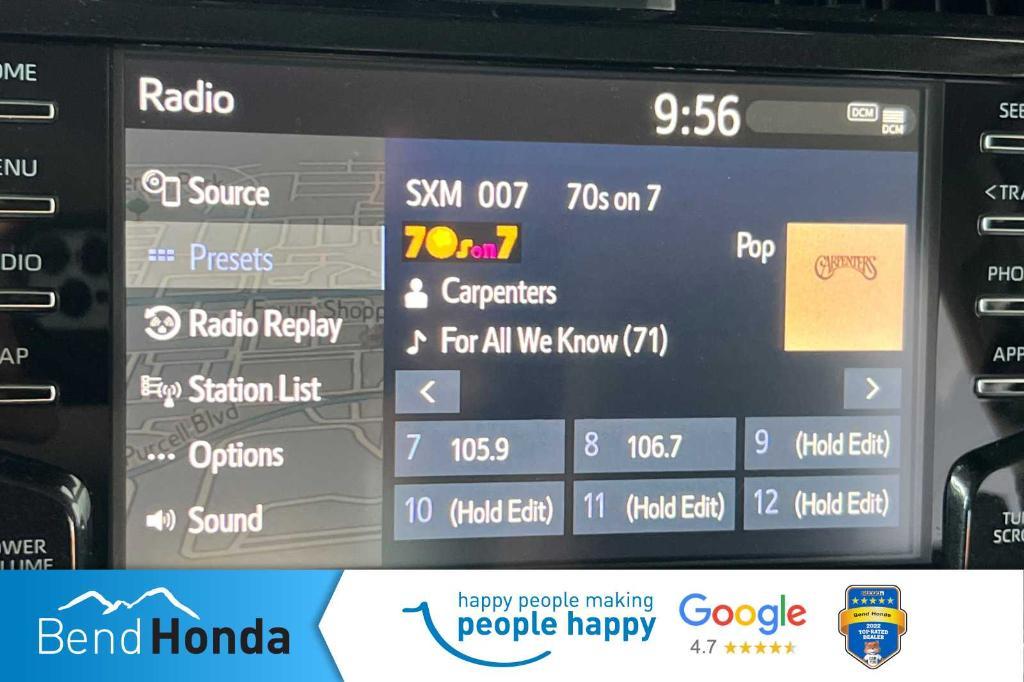 OME
ENU
DIO
AP
OWER
LUME
Radio
9:56
DCM
DCM
Source
Presets
Radio Replay
Station List
Options
Sound
Forum Shopp
Purcell Blvd
SXM 007 70s on 7
70s on 7
Pop
CARPENTERS
Carpenters
For All We Know (71)
<
>
7 105.9
8 106.7
9 (Hold Edit)
10 (Hold Edit)
11 (Hold Edit)
12 (Hold Edit)
SEE
<TRA
PHO
APP
TU
SCRO
Bend Honda
happy people making
people happy
Google
4.7
Bend Honda
2022
TOP-RATED
DEALER